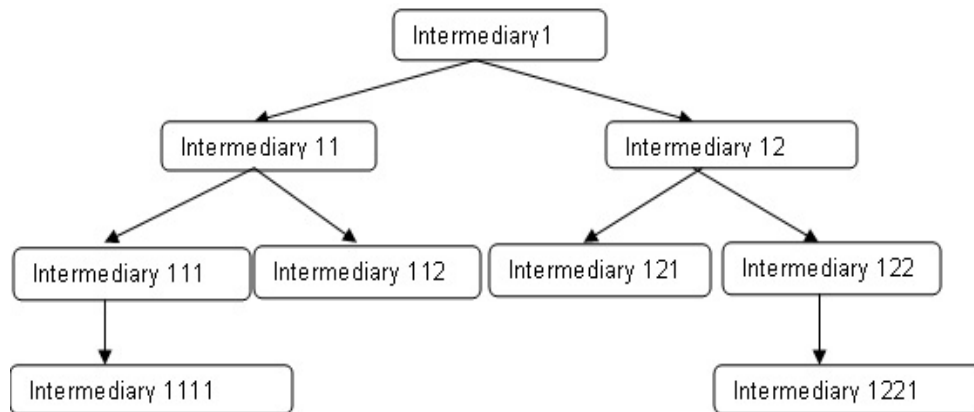 Intermediary1
Intermediary 11
Intermediary 12
Intermediary 111
Intermediary 112
Intermediary 121
Intermediary 122
Intermediary 1111
Intermediary 1221